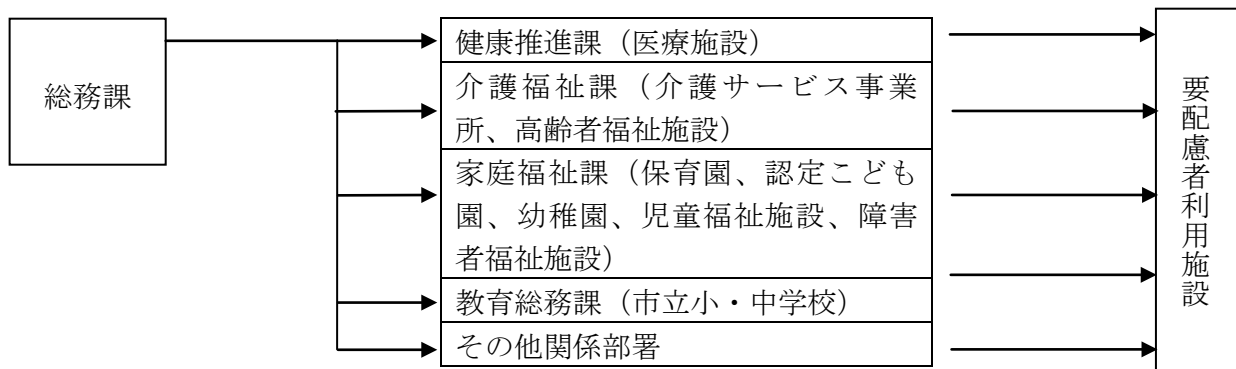 総務課
健康推進課（医療施設）
介護福祉課（介護サービス事業
所、高齢者福祉施設）
家庭福祉課（保育園、認定こども
園、幼稚園、児童福祉施設、障害
者福祉施設）
教育総務課（市立小・中学校）
その他関係部署
要配慮者利用施設